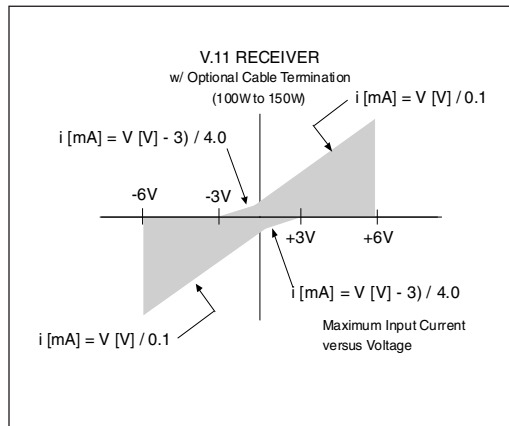 V.11 RECEIVER
w/ Optional Cable Termination
(100W to 150W)
i [mA] = V [V] / 0.1
i [mA] = V [V] - 3) / 4.0
-6V
-3V
+3V
+6V
i [mA] = V [V] - 3) / 4.0
i [mA] = V [V] / 0.1
Maximum Input Current
versus Voltage